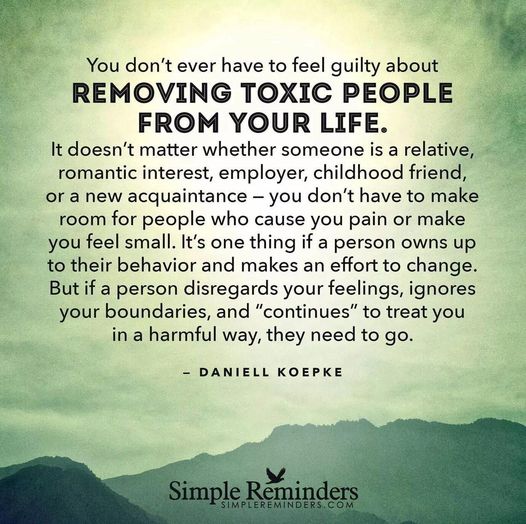 You don't ever have to feel guilty about
REMOVING TOXIC PEOPLE
FROM YOUR LIFE.
It doesn't matter whether someone is a relative,
romantic interest, employer, childhood friend,
or a new acquaintance – you don't have to make
room for people who cause you pain or make
you feel small. It's one thing if a person owns up
to their behavior and makes an effort to change.
But if a person disregards your feelings, ignores
your boundaries, and “continues” to treat you
in a harmful way, they need to go.
– DANIELL KOEPKE
Simple Reminders
SIMPLEREMINDERS.COM